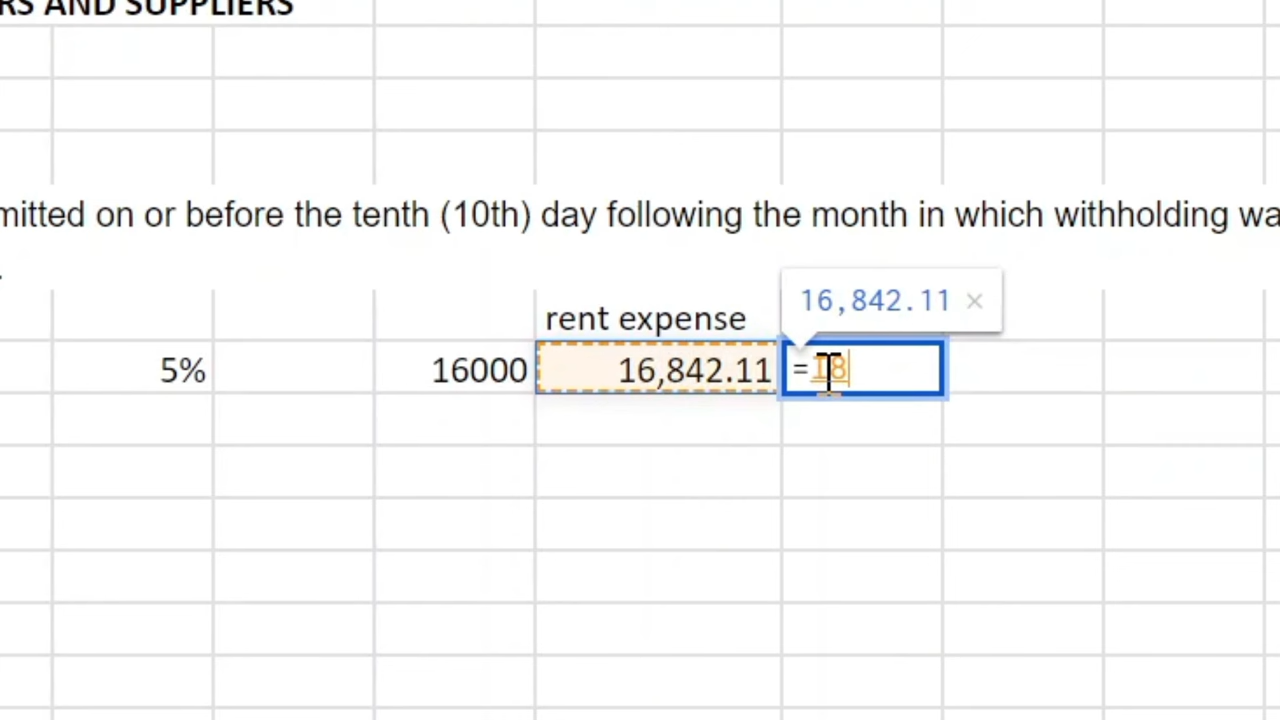 RS AND SUPPLIERS
mitted on or before the tenth (10th) day following the month in which withholding wa
16,842.11 ×
rent expense
5% 16000 16,842.11 =I8